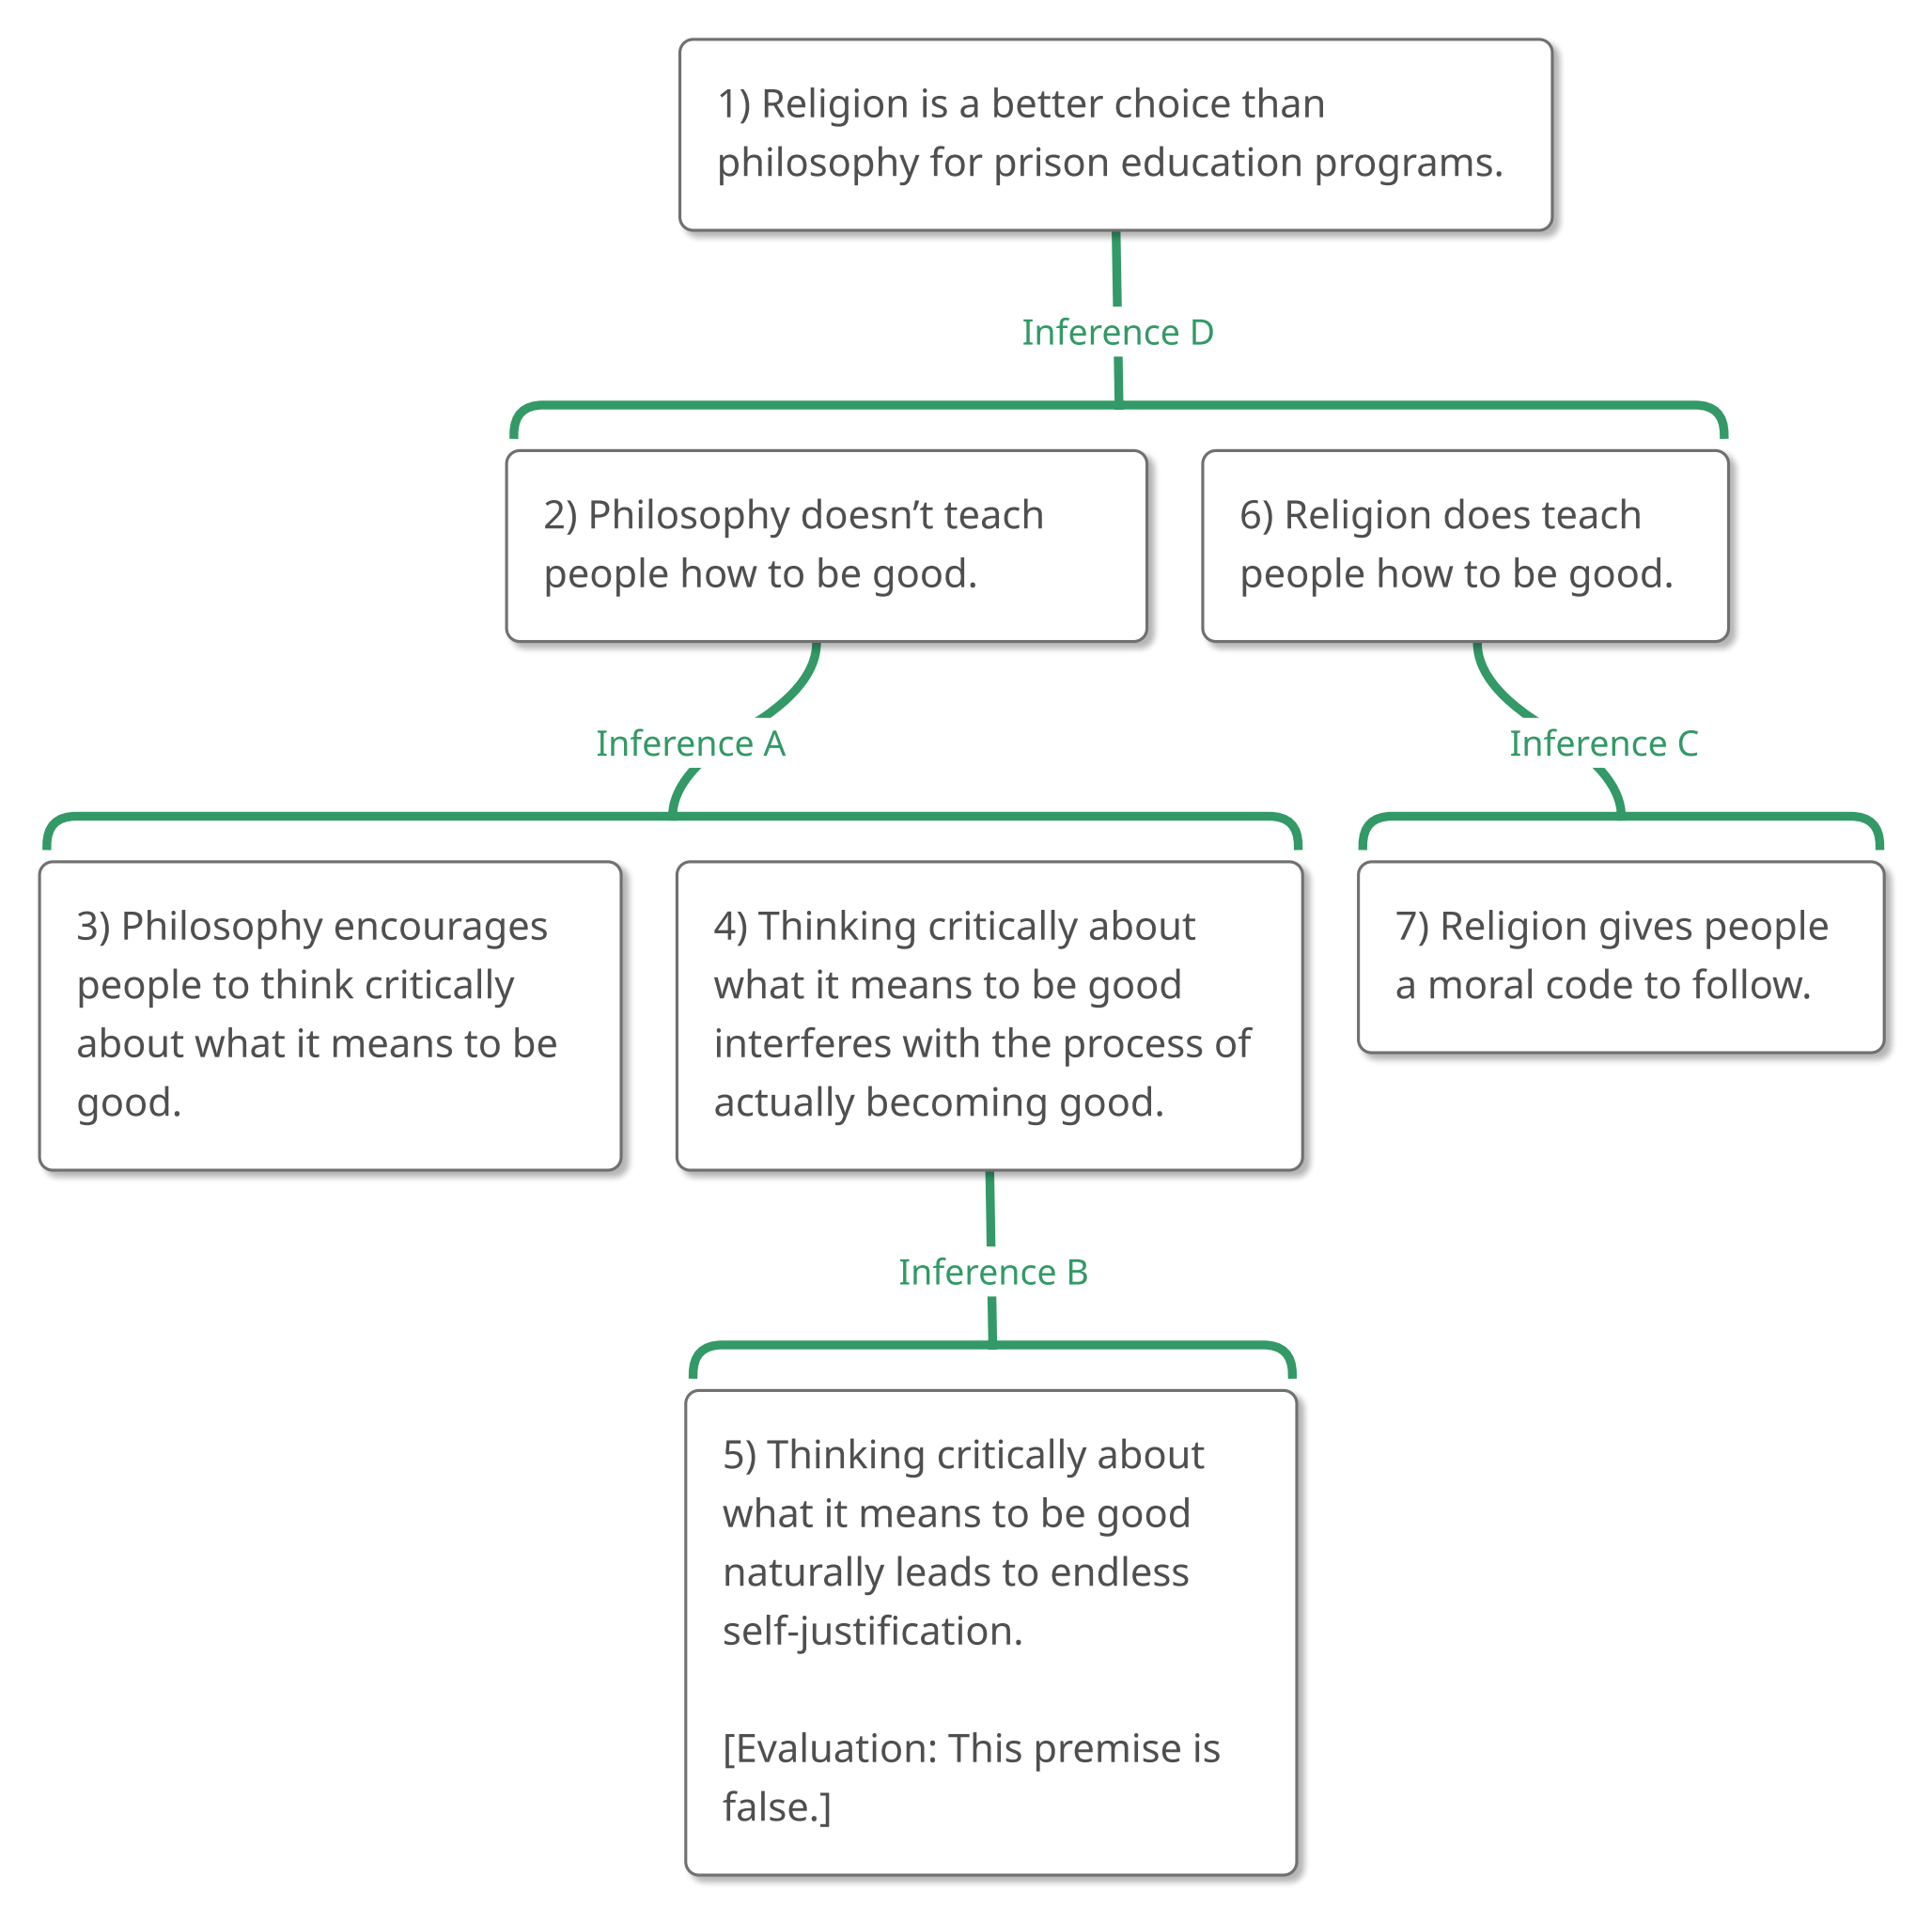 1) Religion is a better choice than
philosophy for prison education programs.
Inference D
2) Philosophy doesn’t teach
people how to be good.
6) Religion does teach
people how to be good.
Inference A
Inference C
3) Philosophy encourages
people to think critically
about what it means to be
good.
4) Thinking critically about
what it means to be good
interferes with the process of
actually becoming good.
7) Religion gives people
a moral code to follow.
Inference B
5) Thinking critically about
what it means to be good
naturally leads to endless
self-justification.
[Evaluation: This premise is
false.]